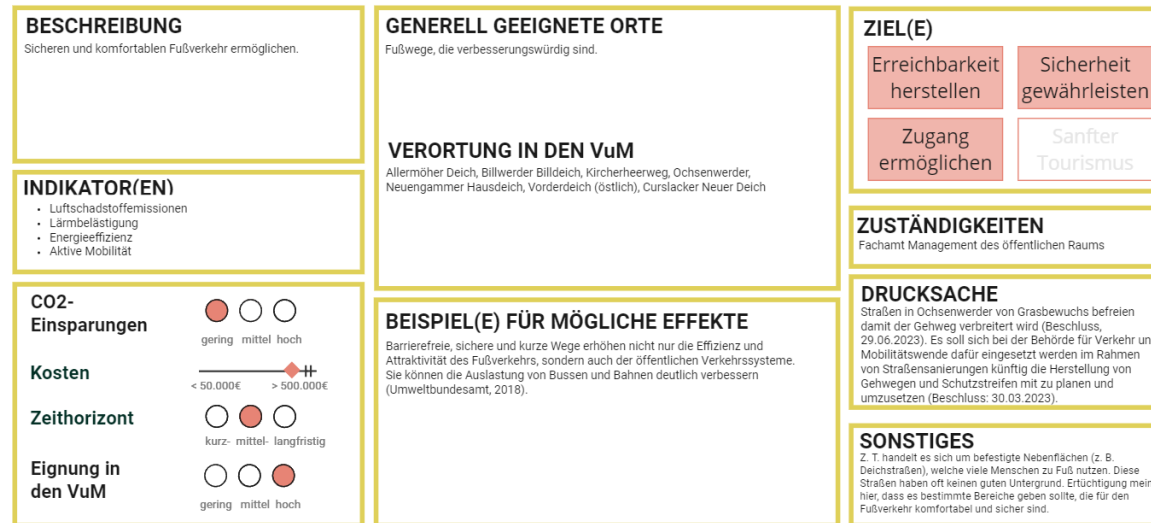 BESCHREIBUNG
Sicheren und komfortablen Fußverkehr ermöglichen.
INDIKATOR(EN)
• Luftschadstoffemissionen
• Lärmbelästigung
• Energieeffizienz
• Aktive Mobilität
CO2-
Einsparungen
gering mittel hoch
Kosten
< 50.000€ > 500.000€
Zeithorizont
kurz- mittel- langfristig
Eignung in
den VuM
gering mittel hoch
GENERELL GEEIGNETE ORTE
Fußwege, die verbesserungswürdig sind.
VERORTUNG IN DEN VuM
Allermöher Deich, Billwerder Billdeich, Kircherheerweg, Ochsenwerder,
Neuengammer Hausdeich, Vorderdeich (östlich), Curslacker Neuer Deich
BEISPIEL(E) FÜR MÖGLICHE EFFEKTE
Barrierefreie, sichere und kurze Wege erhöhen nicht nur die Effizienz und
Attraktivität des Fußverkehrs, sondern auch der öffentlichen Verkehrssysteme.
Sie können die Auslastung von Bussen und Bahnen deutlich verbessern
(Umweltbundesamt, 2018).
ZIEL(E)
Erreichbarkeit
herstellen
Sicherheit
gewährleisten
Zugang
ermöglichen
Sanfter
Tourismus
ZUSTÄNDIGKEITEN
Fachamt Management des öffentlichen Raums
DRUCKSACHE
Straßen in Ochsenwerder von Grasbewuchs befreien
damit der Gehweg verbreitert wird (Beschluss,
29.06.2023). Es soll sich bei der Behörde für Verkehr un
Mobilitätswende dafür eingesetzt werden im Rahmen
von Straßensanierungen künftig die Herstellung von
Gehwegen und Schutzstreifen mit zu planen und
umzusetzen (Beschluss: 30.03.2023).
SONSTIGES
Z. T. handelt es sich um befestigte Nebenflächen (z. B.
Deichstraßen), welche viele Menschen zu Fuß nutzen. Diese
Straßen haben oft keinen guten Untergrund. Ertüchtigung mein
hier, dass es bestimmte Bereiche geben sollte, die für den
Fußverkehr komfortabel und sicher sind.